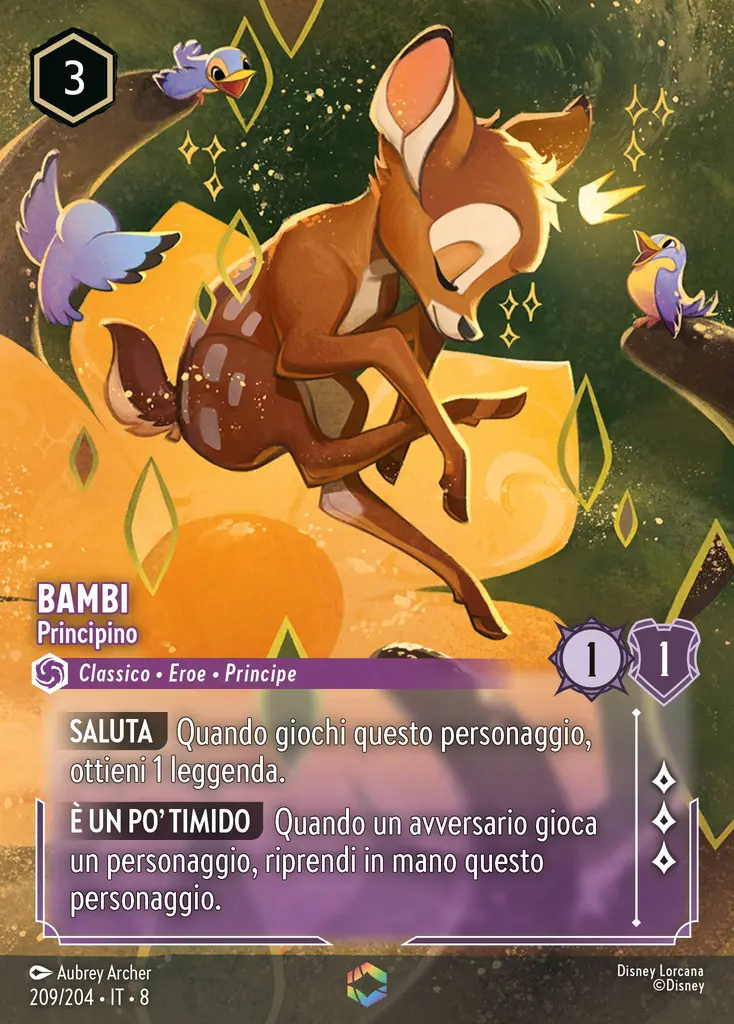 3
BAMBI
Principino
Classico • Eroe • Principe
1 1
SALUTA Quando giochi questo personaggio,
ottieni 1 leggenda.
È UN PO' TIMIDO Quando un avversario gioca
un personaggio, riprendi in mano questo
personaggio.
Aubrey Archer
209/204 • IT • 8
Disney Lorcana
©Disney